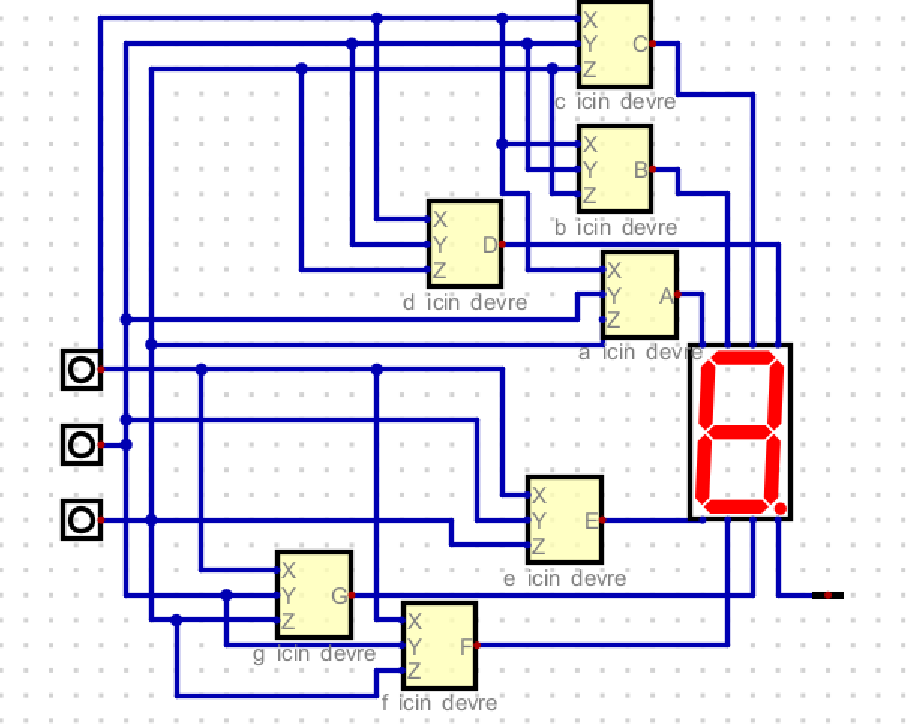 X
Y C
Z
c icin devre
X
Y B
Z
b icin devre
X
Y D
Z
d icin devre
X
Y A
Z
a icin devre
X
Y E
Z
e icin devre
X
Y G
Z
g icin devre
X
Y F
Z
f icin devre